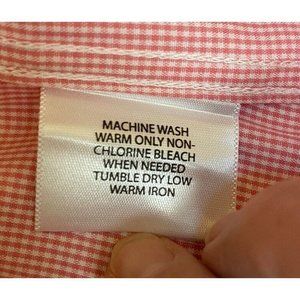 MACHINE WASH
WARM ONLY NON-
CHLORINE BLEACH
WHEN NEEDED
TUMBLE DRY LOW
WARM IRON